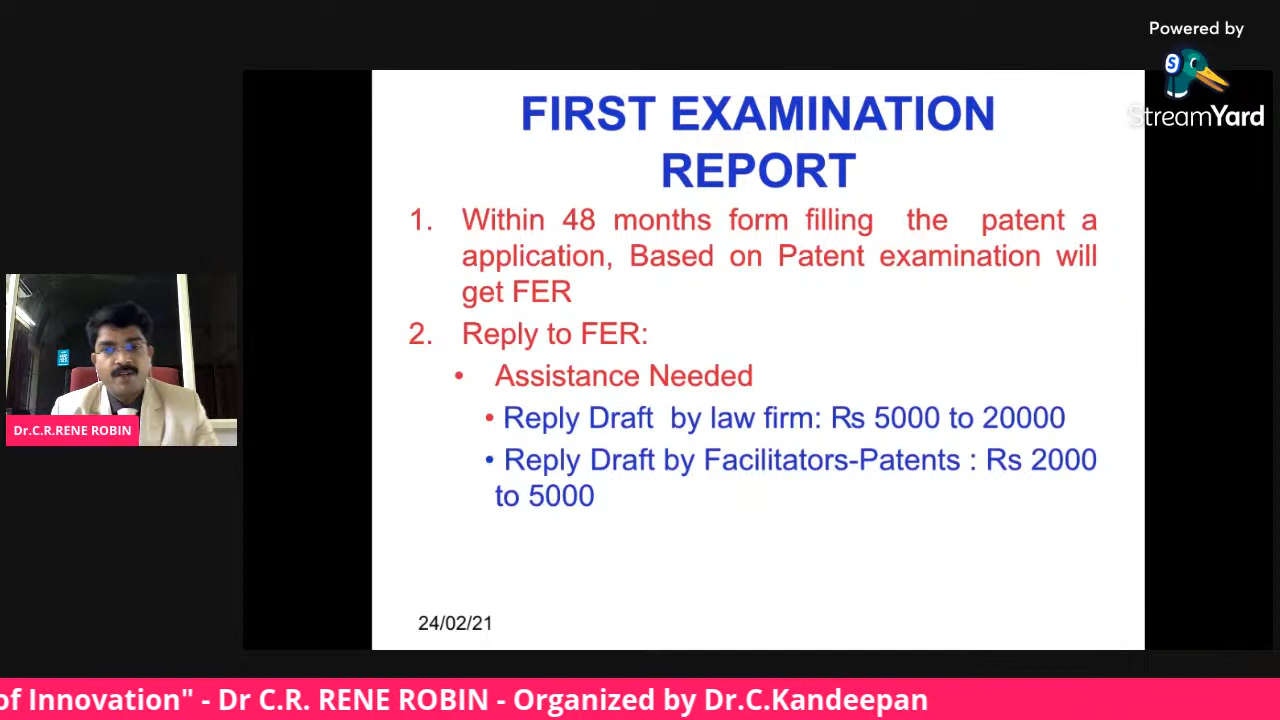 Powered by
StreamYard
FIRST EXAMINATION
REPORT
1. Within 48 months form filling the patent a
application, Based on Patent examination will
get FER
2. Reply to FER:
• Assistance Needed
• Reply Draft by law firm: Rs 5000 to 20000
• Reply Draft by Facilitators-Patents : Rs 2000
to 5000
24/02/21
Dr.C.R.RENE ROBIN
of Innovation" - Dr C.R. RENE ROBIN - Organized by Dr.C.Kandeepan